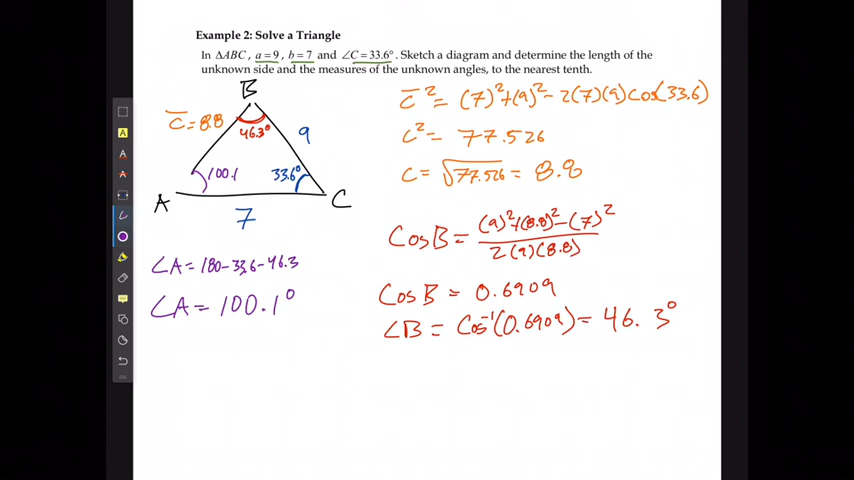 Example 2: Solve a Triangle
In ΔABC, a = 9, b = 7 and ∠C = 33.6°. Sketch a diagram and determine the length of the
unknown side and the measures of the unknown angles, to the nearest tenth.
B
c = 8.8
46.3°
9
100.1
33.6°
A
C
7
∠A = 180-33.6-46.3
∠A = 100.1°
c² = (7)²+(9)²-2(7)(9)cos(33.6)
c² = 77.526
c = √77.526 = 8.8
CosB = (9)²+(8.8)²-(7)²
2(9)(8.8)
CosB = 0.6909
∠B = Cos⁻¹(0.6909) = 46.3°
A
A
A